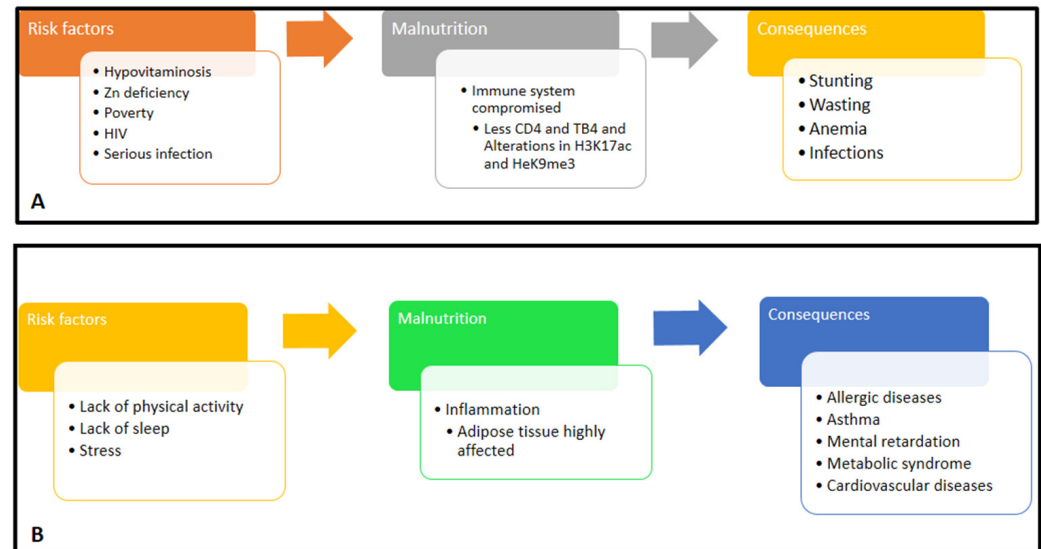 Risk factors
• Hypovitaminosis
• Zn deficiency
• Poverty
• HIV
• Serious infection
Malnutrition
• Immune system
compromised
• Less CD4 and TB4 and
Alterations in H3K17ac
and HeK9me3
Consequences
• Stunting
• Wasting
• Anemia
• Infections
A
Risk factors
• Lack of physical activity
• Lack of sleep
• Stress
Malnutrition
• Inflammation
• Adipose tissue highly
affected
Consequences
• Allergic diseases
• Asthma
• Mental retardation
• Metabolic syndrome
• Cardiovascular diseases
B